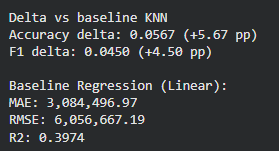 Delta vs baseline KNN
Accuracy delta: 0.0567 (+5.67 pp)
F1 delta: 0.0450 (+4.50 pp)
Baseline Regression (Linear):
MAE: 3,084,496.97
RMSE: 6,056,667.19
R2: 0.3974